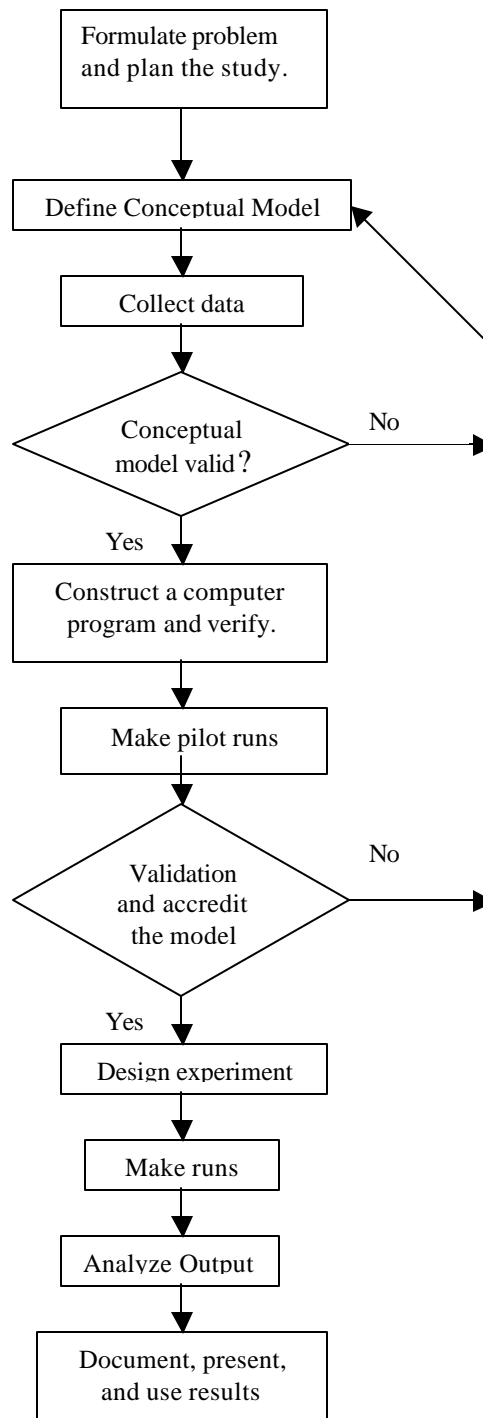 Formulate problem
and plan the study.
Define Conceptual Model
Collect data
Conceptual
model valid?
No
Yes
Construct a computer
program and verify.
Make pilot runs
Validation
and accredit
the model
No
Yes
Design experiment
Make runs
Analyze Output
Document, present,
and use results